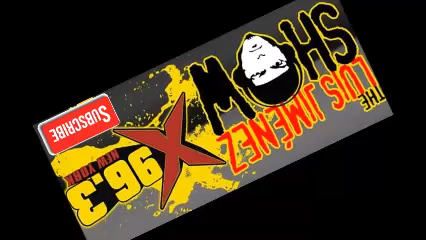 THE
LUIS JIMÉNEZ
SHOW
X
96.3
NEW YORK
SUBSCRIBE